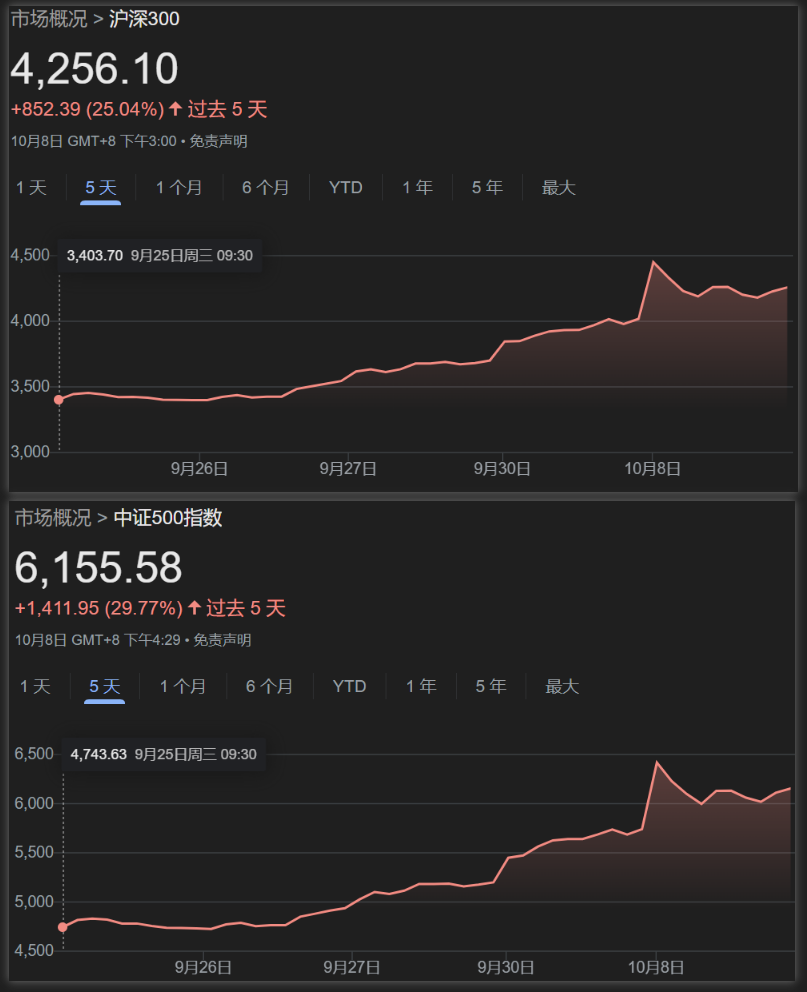 市场概况 > 沪深300
4,256.10
+852.39 (25.04%) ↑ 过去 5 天
10月8日 GMT+8 下午3:00 • 免责声明
1 天 5 天 1 个月 6 个月 YTD 1 年 5 年 最大
4,500
3,403.70 9月25日周三 09:30
4,000
3,500
3,000
9月26日 9月27日 9月30日 10月8日
市场概况 > 中证500指数
6,155.58
+1,411.95 (29.77%) ↑ 过去 5 天
10月8日 GMT+8 下午4:29 • 免责声明
1 天 5 天 1 个月 6 个月 YTD 1 年 5 年 最大
6,500
4,743.63 9月25日周三 09:30
6,000
5,500
5,000
4,500
9月26日 9月27日 9月30日 10月8日